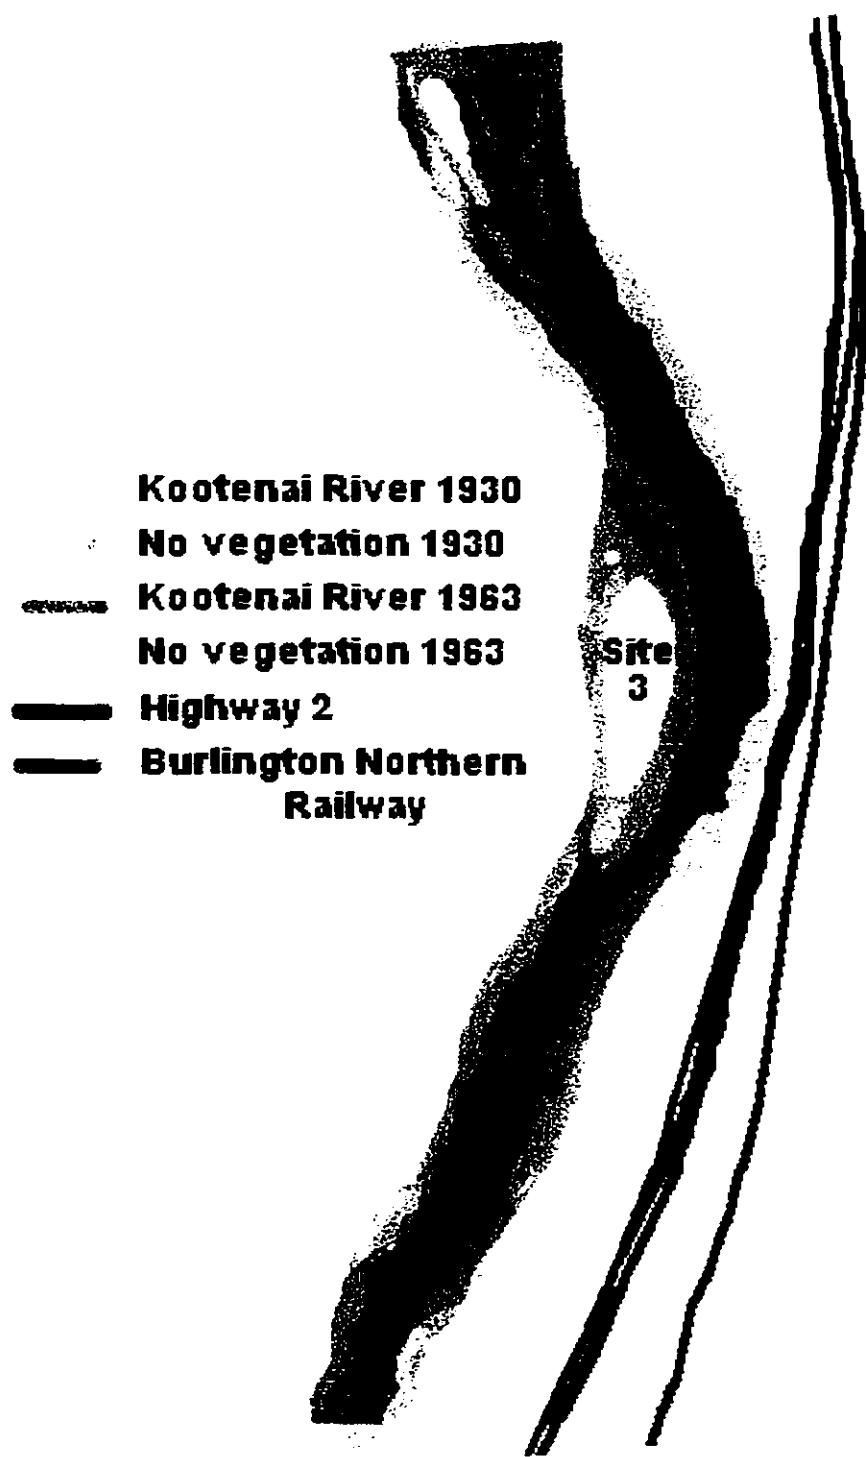 Kootenai River 1930
No vegetation 1930
Kootenai River 1963
No vegetation 1963
Highway 2
Burlington Northern
Railway
Site
3